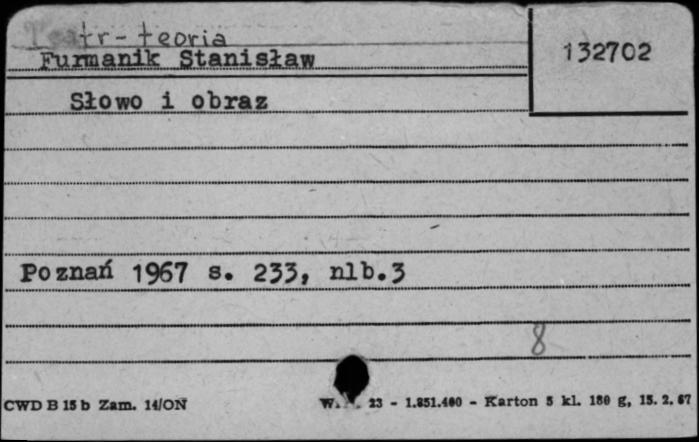 Teatr-teoria
132702
Furmanik Stanisław
Słowo i obraz
Poznań 1967 s. 233, nlb.3
8
CWD B 15 b Zam. 14/ON
23 - 1.851.400 - Karton 5 kl. 180 g, 15. 2. 67